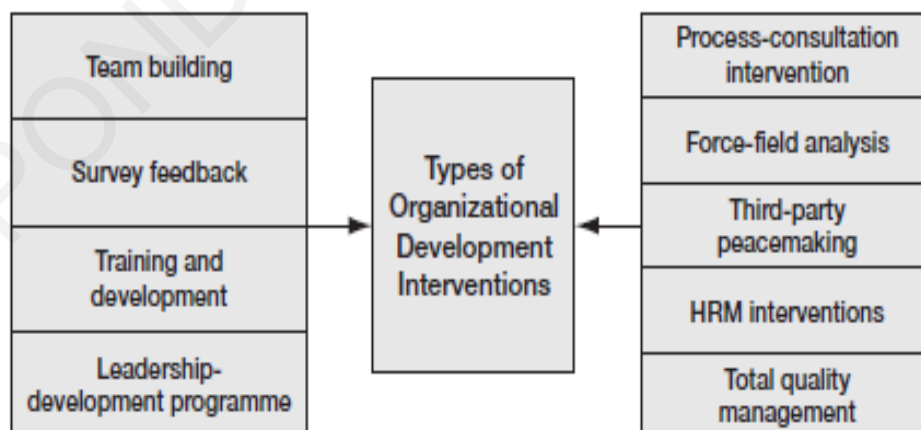 Team building
Survey feedback
Training and
development
Leadership-
development programme
Types of
Organizational
Development
Interventions
Process-consultation
intervention
Force-field analysis
Third-party
peacemaking
HRM interventions
Total quality
management